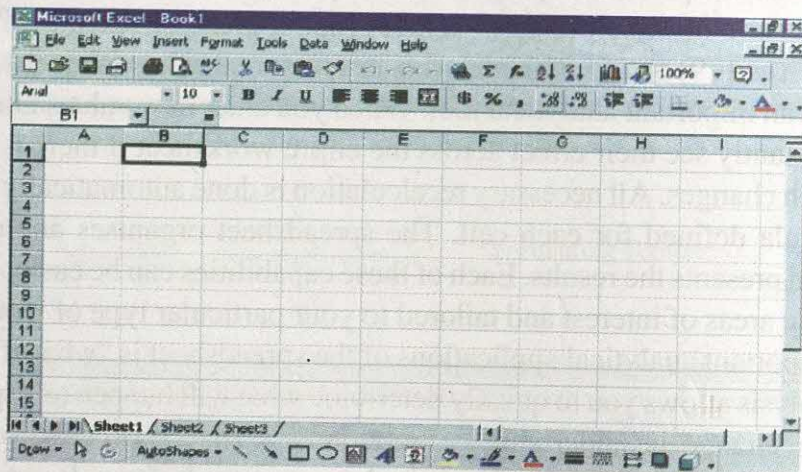 Microsoft Excel Book1
File Edit View Insert Format Tools Data Window Help
Σ 100%
Arial 10 B I U % ,
B1 =
A B C D E F G H I
1
2
3
4
5
6
7
8
9
10
11
12
13
14
15
Sheet1 / Sheet2 / Sheet3 /
Draw AutoShapes